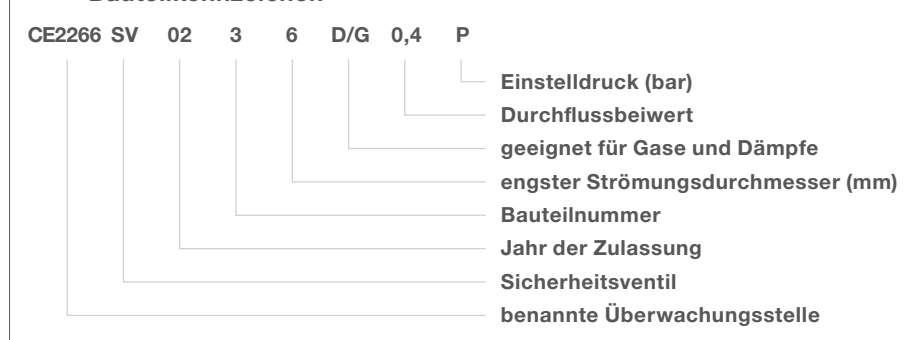 Bauteilkennzeichen
CE2266 SV 02 3 6 D/G 0,4 P
Einstelldruck (bar)
Durchflussbeiwert
geeignet für Gase und Dämpfe
engster Strömungsdurchmesser (mm)
Bauteilnummer
Jahr der Zulassung
Sicherheitsventil
benannte Überwachungsstelle